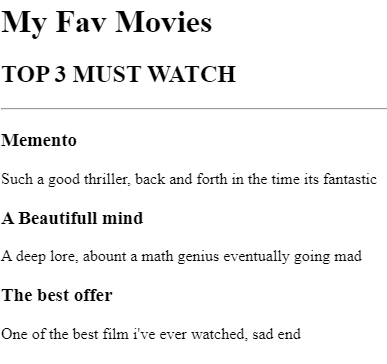 My Fav Movies
TOP 3 MUST WATCH
Memento
Such a good thriller, back and forth in the time its fantastic
A Beautifull mind
A deep lore, abount a math genius eventually going mad
The best offer
One of the best film i've ever watched, sad end